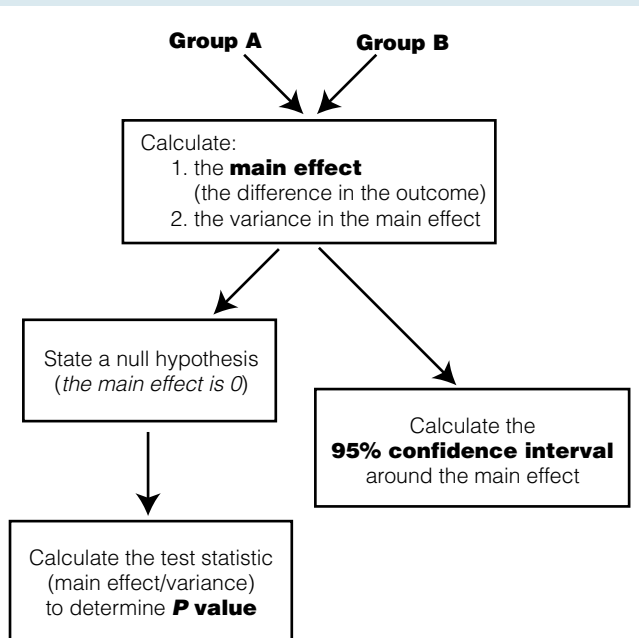 Group A
Group B
Calculate:
1. the main effect
(the difference in the outcome)
2. the variance in the main effect
State a null hypothesis
(the main effect is 0)
Calculate the
95% confidence interval
around the main effect
Calculate the test statistic
(main effect/variance)
to determine P value